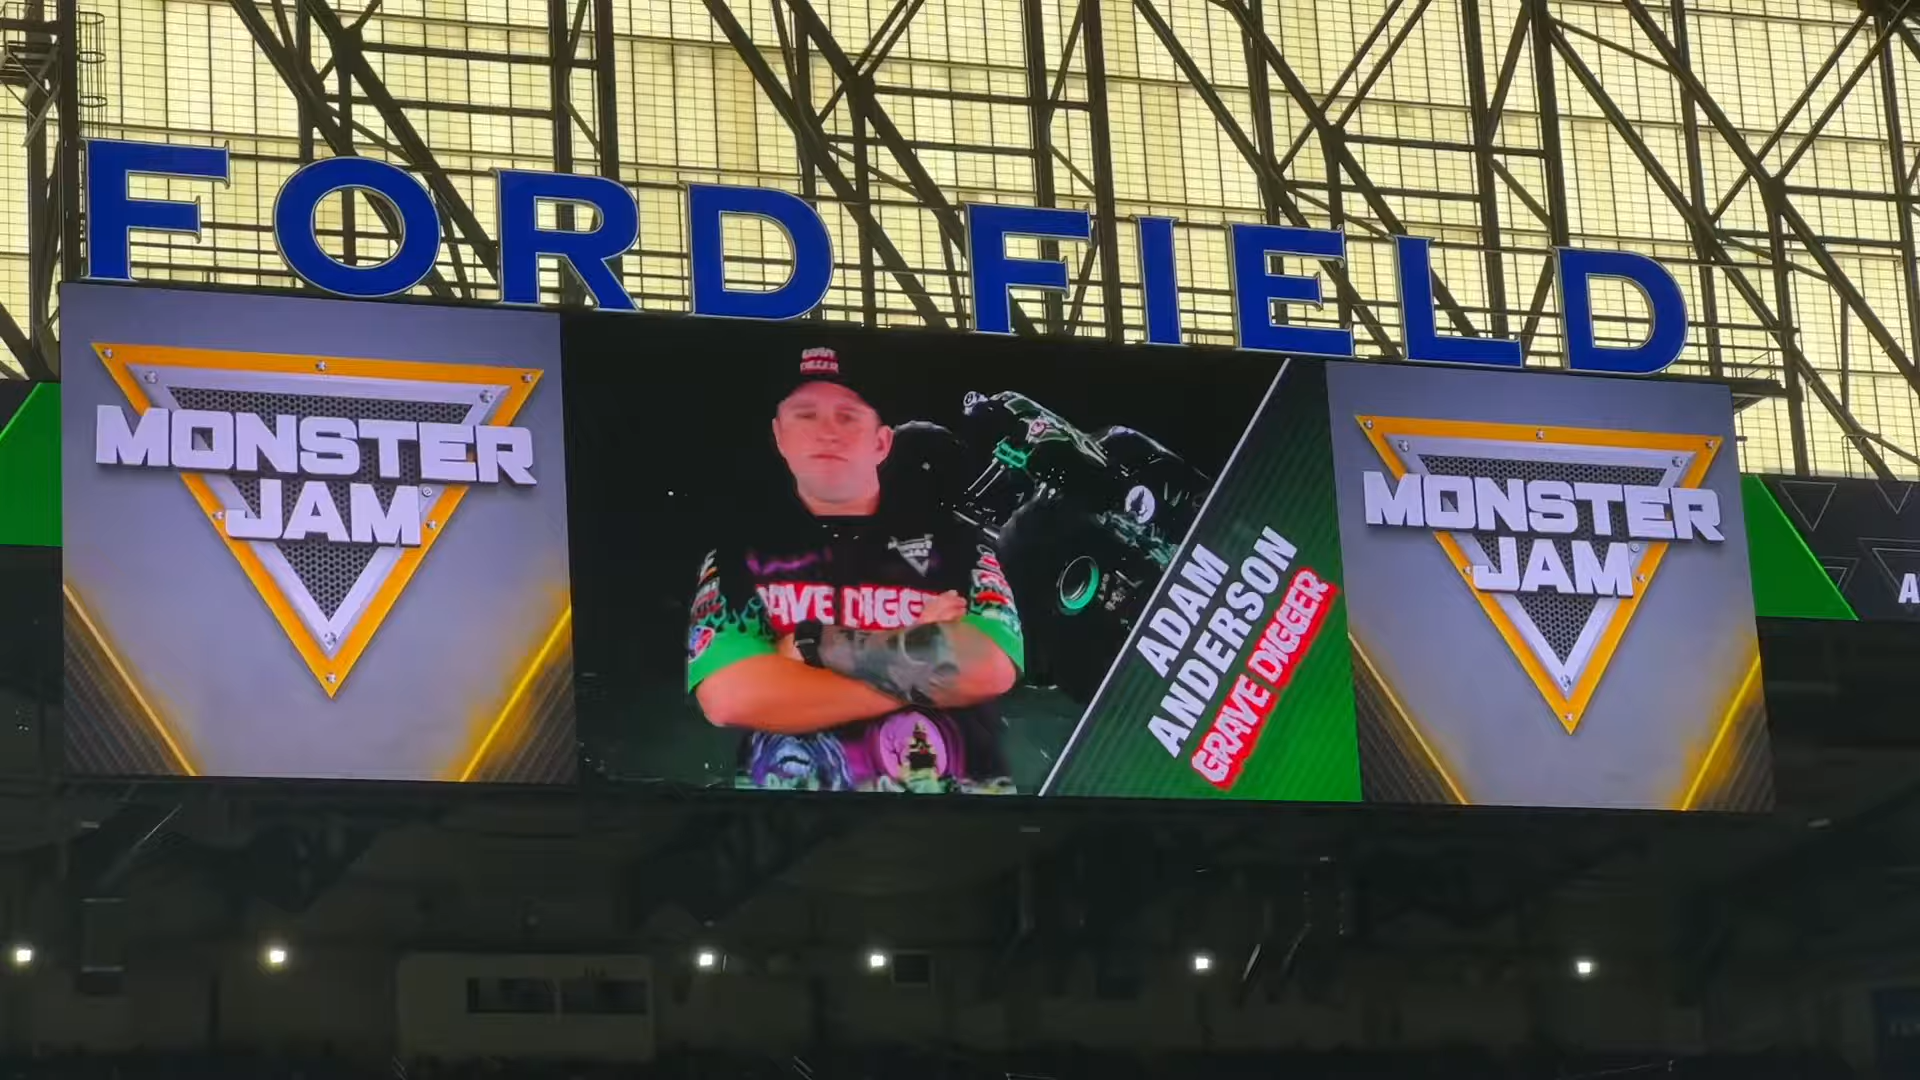 FORD FIELD
MONSTER
JAM
GRAVE
DIGGER
GRAVE DIGGER
ADAM
ANDERSON
GRAVE DIGGER
MONSTER
JAM